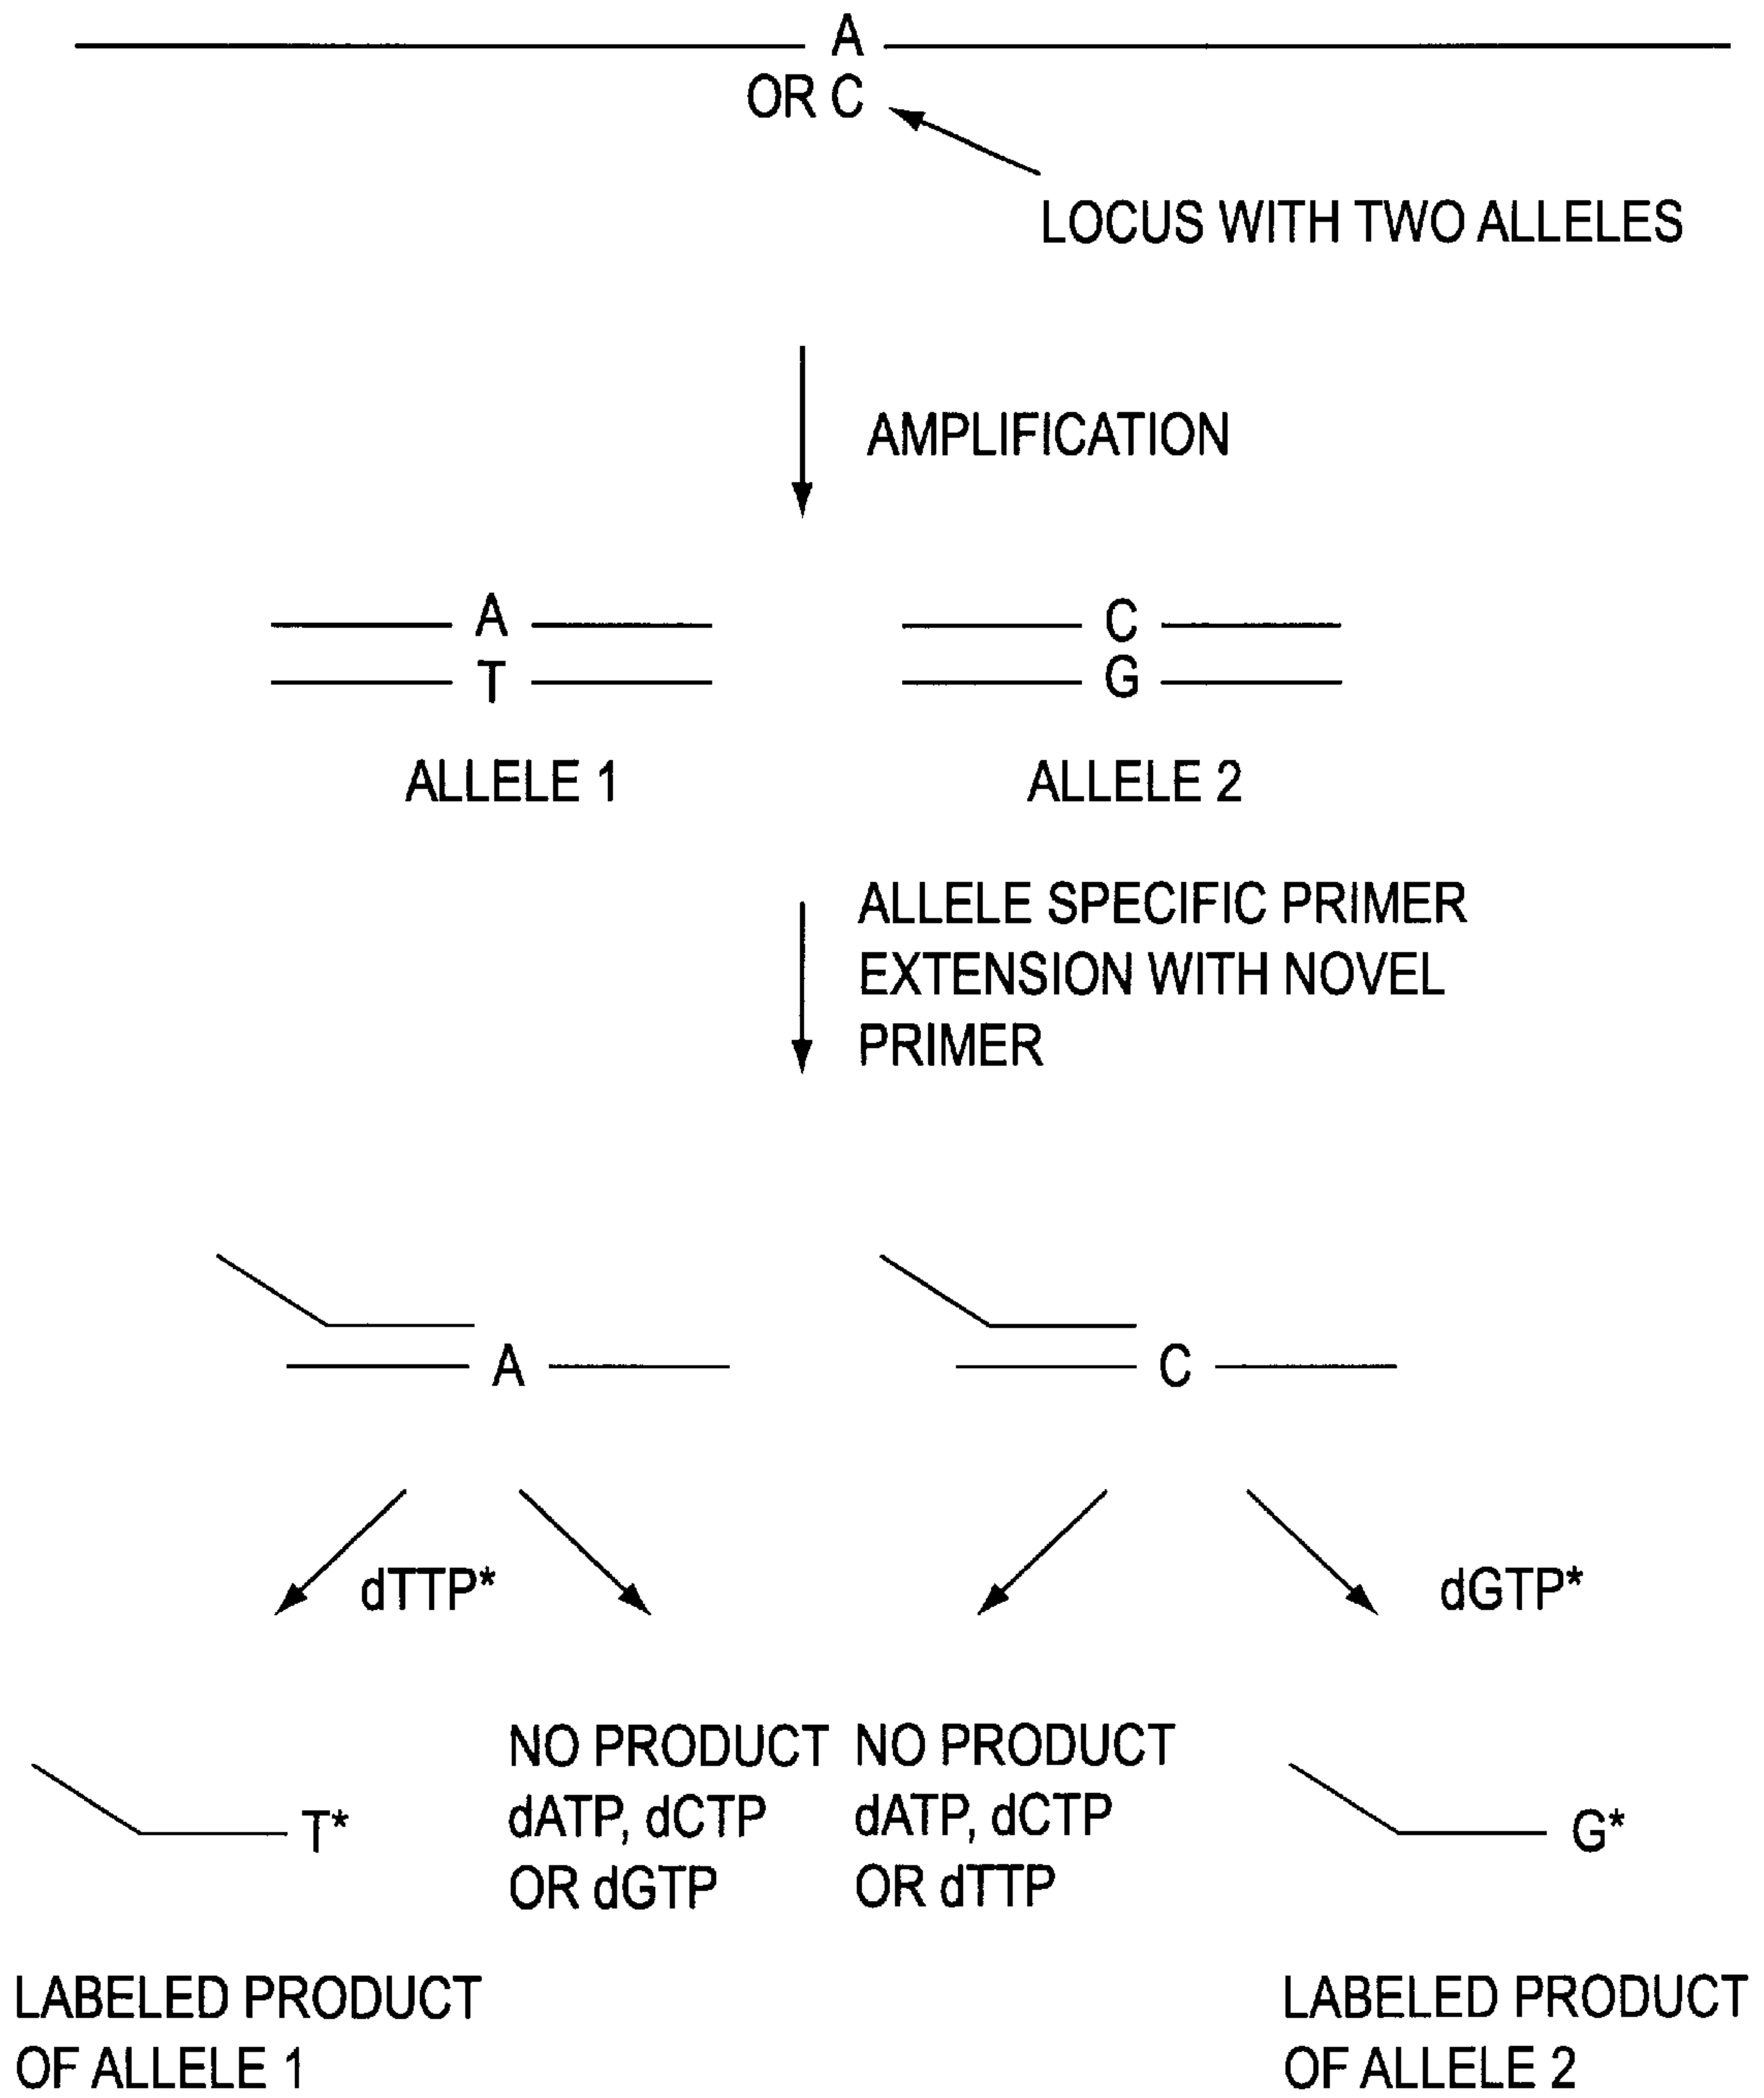 A
OR C
LOCUS WITH TWO ALLELES
AMPLIFICATION
A
T
ALLELE 1
C
G
ALLELE 2
ALLELE SPECIFIC PRIMER
EXTENSION WITH NOVEL
PRIMER
A
C
dTTP*
dGTP*
T*
NO PRODUCT
dATP, dCTP
OR dGTP
NO PRODUCT
dATP, dCTP
OR dTTP
G*
LABELED PRODUCT
OF ALLELE 1
LABELED PRODUCT
OF ALLELE 2